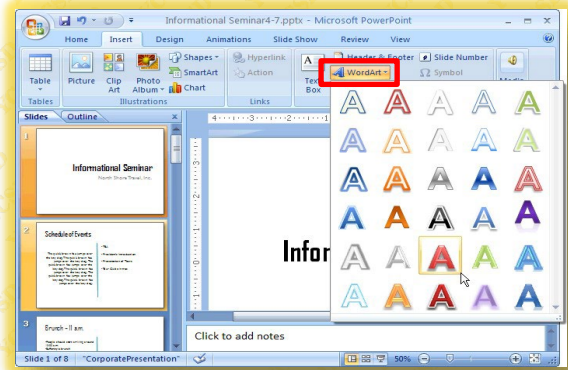 Informational Seminar4-7.pptx - Microsoft PowerPoint
Home Insert Design Animations Slide Show Review View
Table
Picture
Clip Art
Photo Album
Shapes
SmartArt
Chart
Hyperlink
Action
Text Box
Header & Footer
WordArt
Slide Number
Symbol
Tables
Illustrations
Links
Slides Outline
1
Informational Seminar
North Shore Travel, Inc.
2
Schedule of Events
3
Brunch - 11 a.m.
Infor
Click to add notes
Slide 1 of 8 "CorporatePresentation" 50%